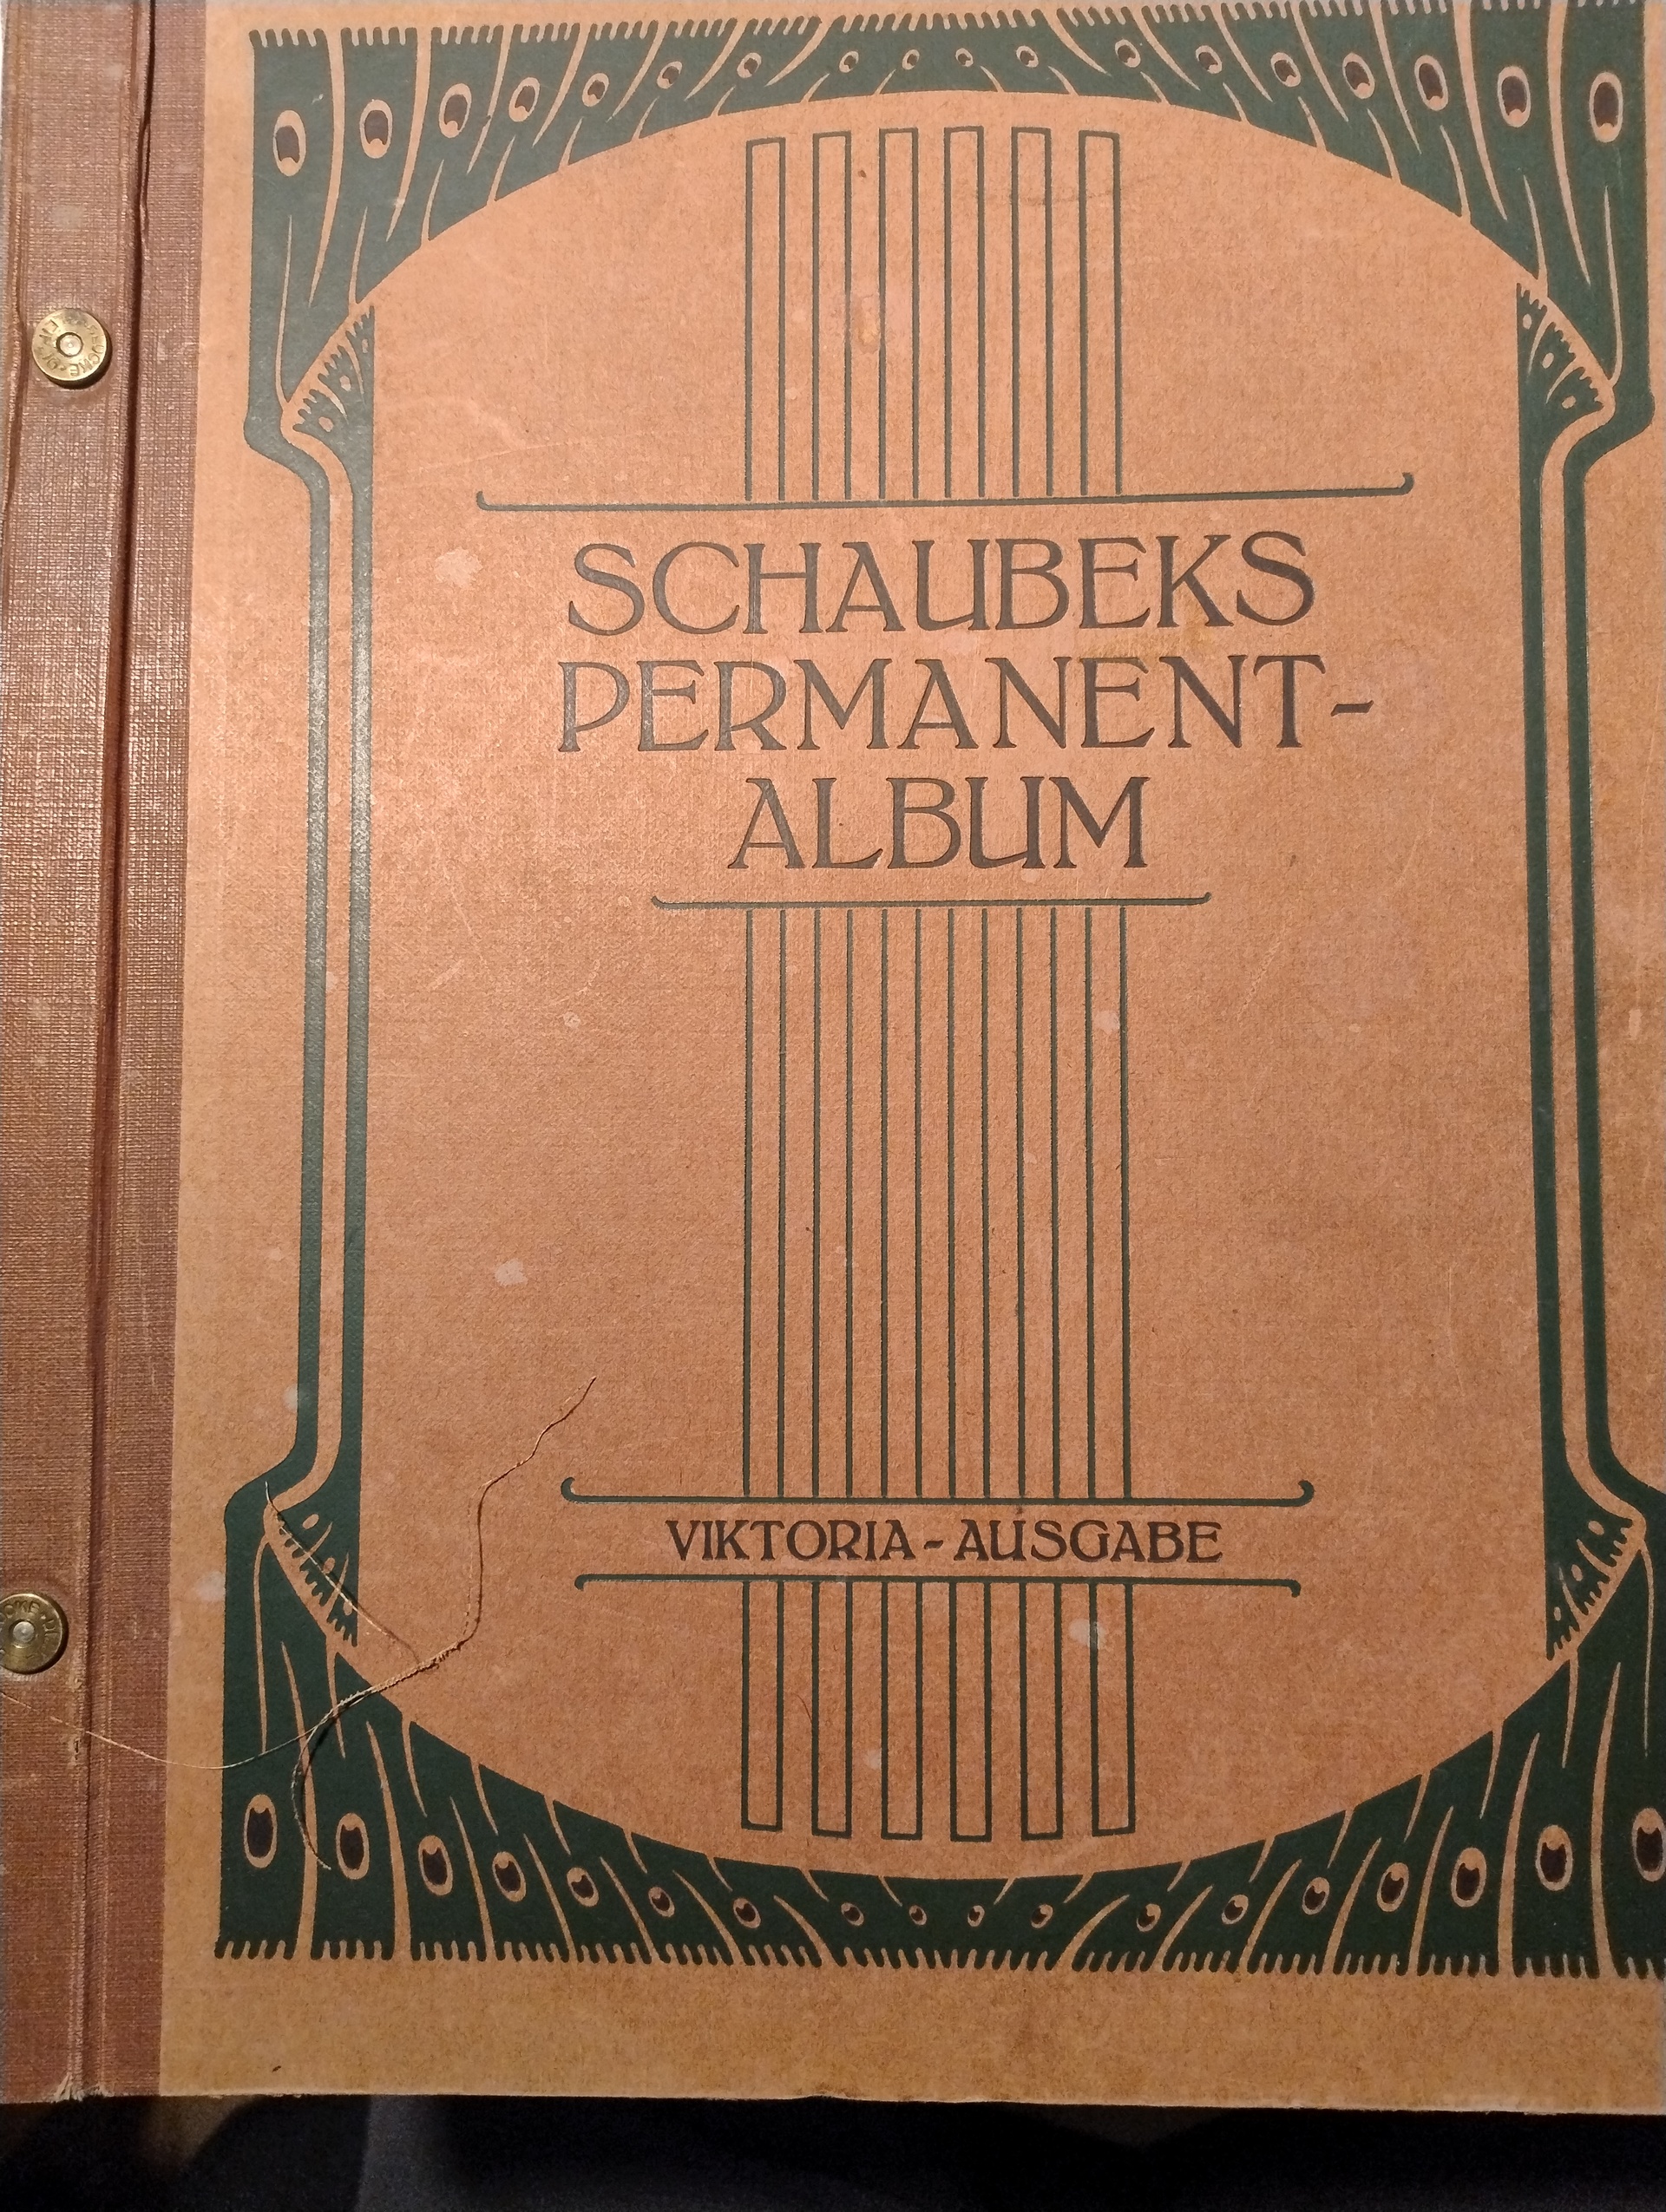 SCHAUBEKS
PERMANENT-
ALBUM
VIKTORIA-AUSGABE